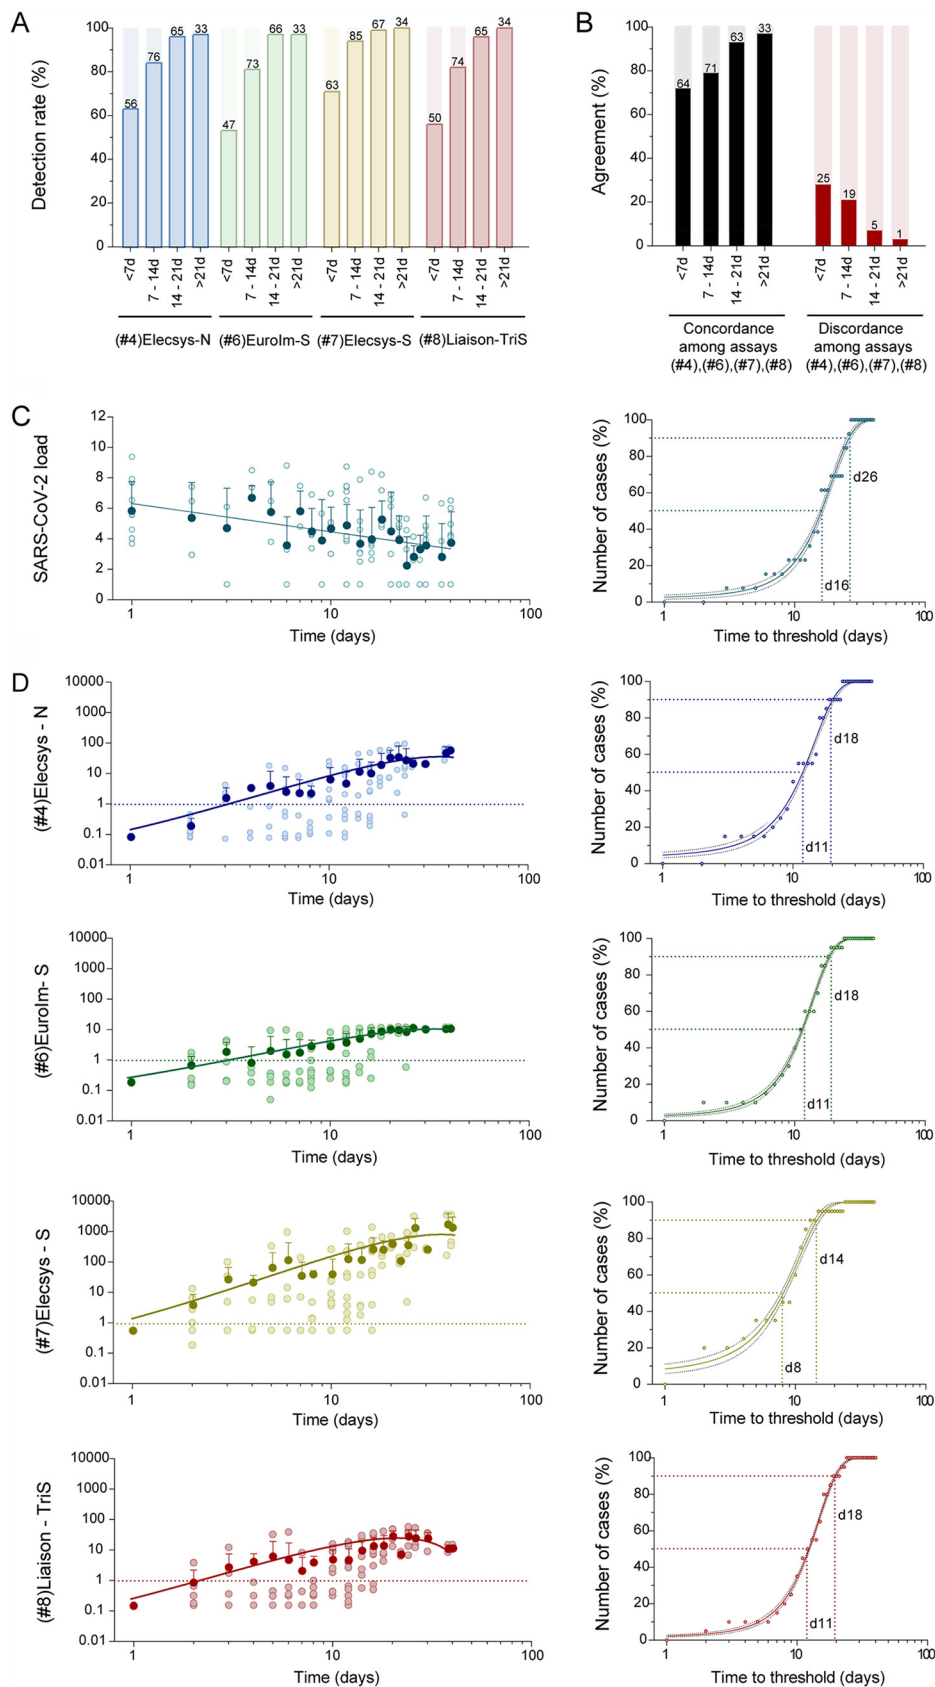 A
Detection rate (%)
100
80
60
40
20
0
56
76
65
33
47
73
66
33
63
85
67
34
50
74
65
34
<7d
7 - 14d
14 - 21d
>21d
<7d
7 - 14d
14 - 21d
>21d
<7d
7 - 14d
14 - 21d
>21d
<7d
7 - 14d
14 - 21d
>21d
(#4)Elecsys-N
(#6)EuroIm-S
(#7)Elecsys-S
(#8)Liaison-TriS
B
Agreement (%)
100
80
60
40
20
0
64
71
63
33
25
19
5
1
<7d
7 - 14d
14 - 21d
>21d
<7d
7 - 14d
14 - 21d
>21d
Concordance
among assays
(#4),(#6),(#7),(#8)
Discordance
among assays
(#4),(#6),(#7),(#8)
C
SARS-CoV-2 load
12
10
8
6
4
2
0
1
10
100
Time (days)
Number of cases (%)
100
80
60
40
20
0
d26
d16
1
10
100
Time to threshold (days)
D
(#4)Elecsys - N
10000
1000
100
10
1
0.1
0.01
1
10
100
Time (days)
Number of cases (%)
100
80
60
40
20
0
d18
d11
1
10
100
Time to threshold (days)
(#6)EuroIm- S
10000
1000
100
10
1
0.1
0.01
1
10
100
Time (days)
Number of cases (%)
100
80
60
40
20
0
d18
d11
1
10
100
Time to threshold (days)
(#7)Elecsys - S
10000
1000
100
10
1
0.1
0.01
1
10
100
Time (days)
Number of cases (%)
100
80
60
40
20
0
d14
d8
1
10
100
Time to threshold (days)
(#8)Liaison - TriS
10000
1000
100
10
1
0.1
0.01
1
10
100
Time (days)
Number of cases (%)
100
80
60
40
20
0
d18
d11
1
10
100
Time to threshold (days)